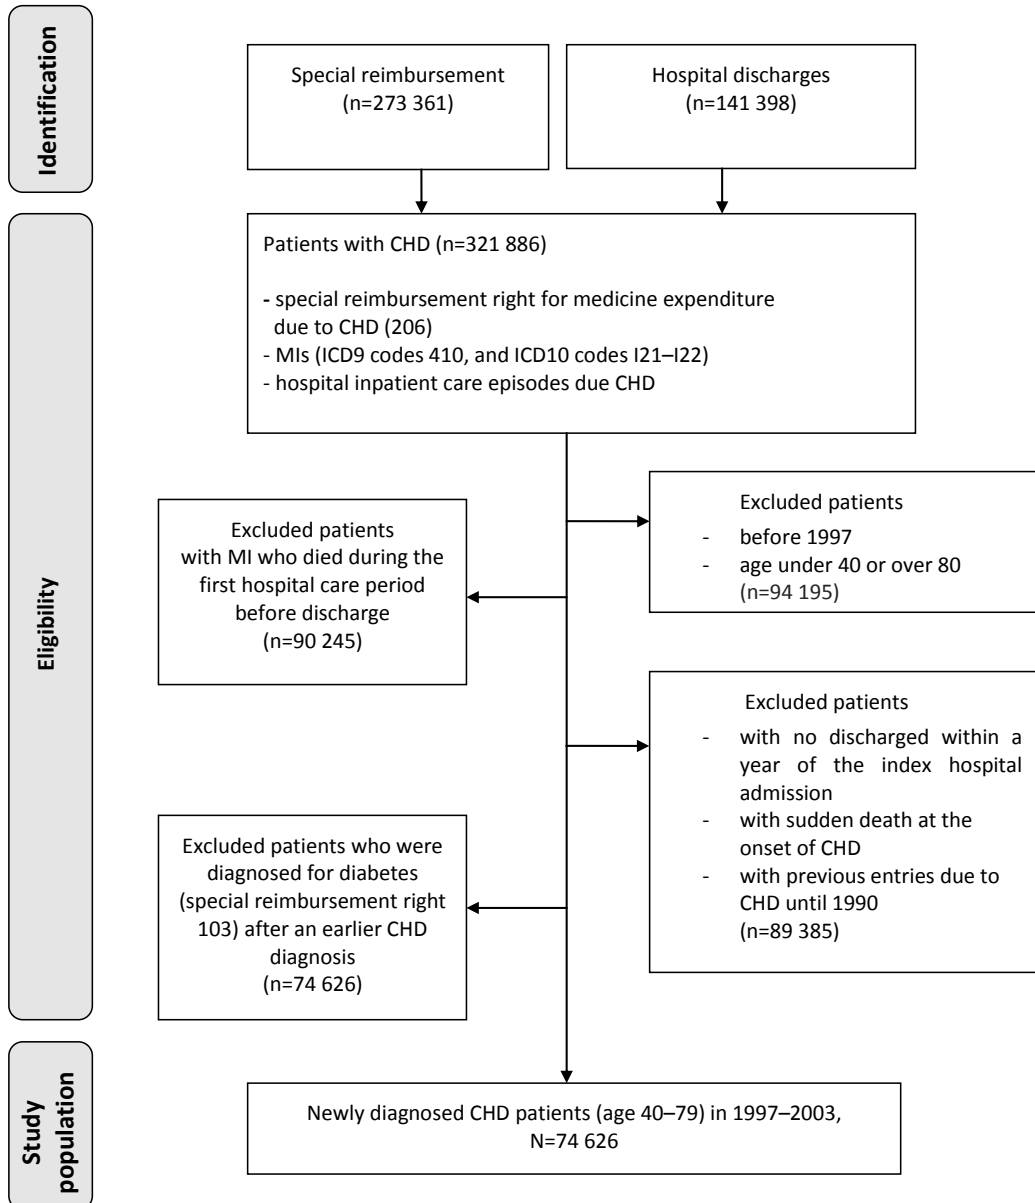 Identification
Special reimbursement
(n=273 361)
Hospital discharges
(n=141 398)
Eligibility
Patients with CHD (n=321 886)
- special reimbursement right for medicine expenditure
due to CHD (206)
- MIs (ICD9 codes 410, and ICD10 codes I21–I22)
- hospital inpatient care episodes due CHD
Excluded patients
- before 1997
- age under 40 or over 80
(n=94 195)
Excluded patients
with MI who died during the
first hospital care period
before discharge
(n=90 245)
Excluded patients
- with no discharged within a
year of the index hospital
admission
- with sudden death at the
onset of CHD
- with previous entries due to
CHD until 1990
(n=89 385)
Excluded patients who were
diagnosed for diabetes
(special reimbursement right
103) after an earlier CHD
diagnosis
(n=74 626)
Study
population
Newly diagnosed CHD patients (age 40–79) in 1997–2003,
N=74 626